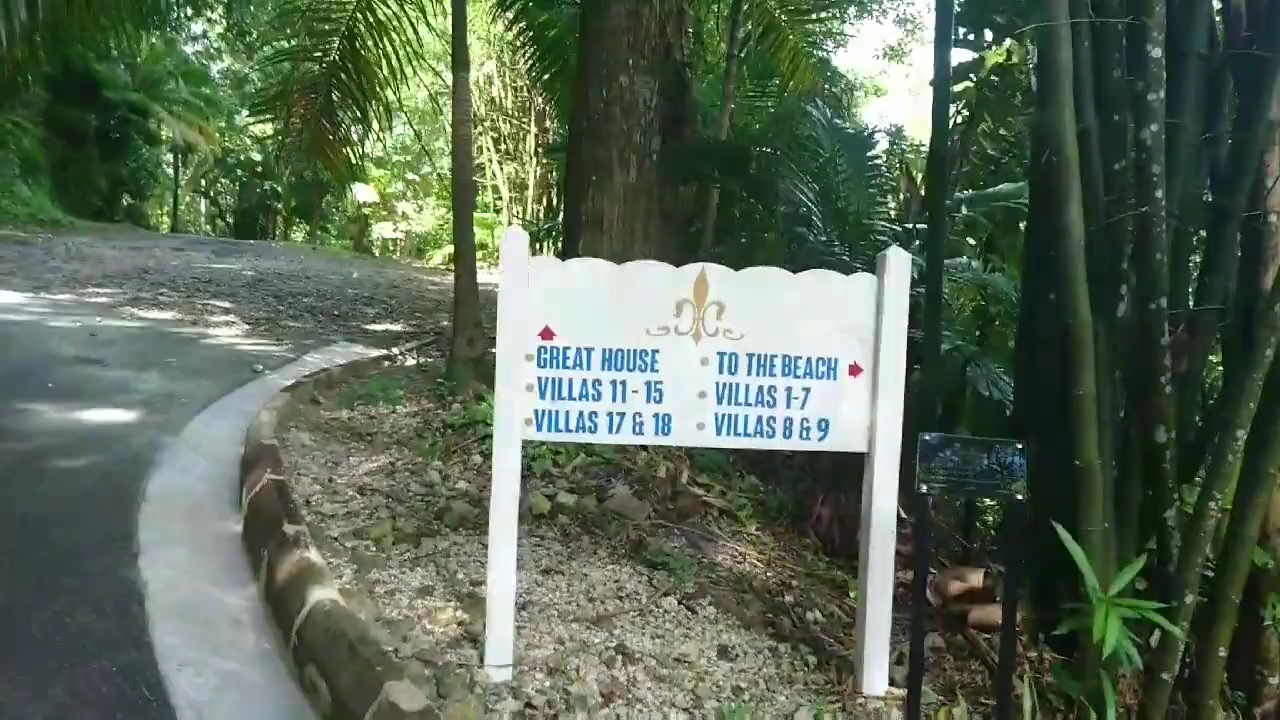 GREAT HOUSE
VILLAS 11-15
VILLAS 17 & 18
TO THE BEACH
VILLAS 1-7
VILLAS 8 & 9